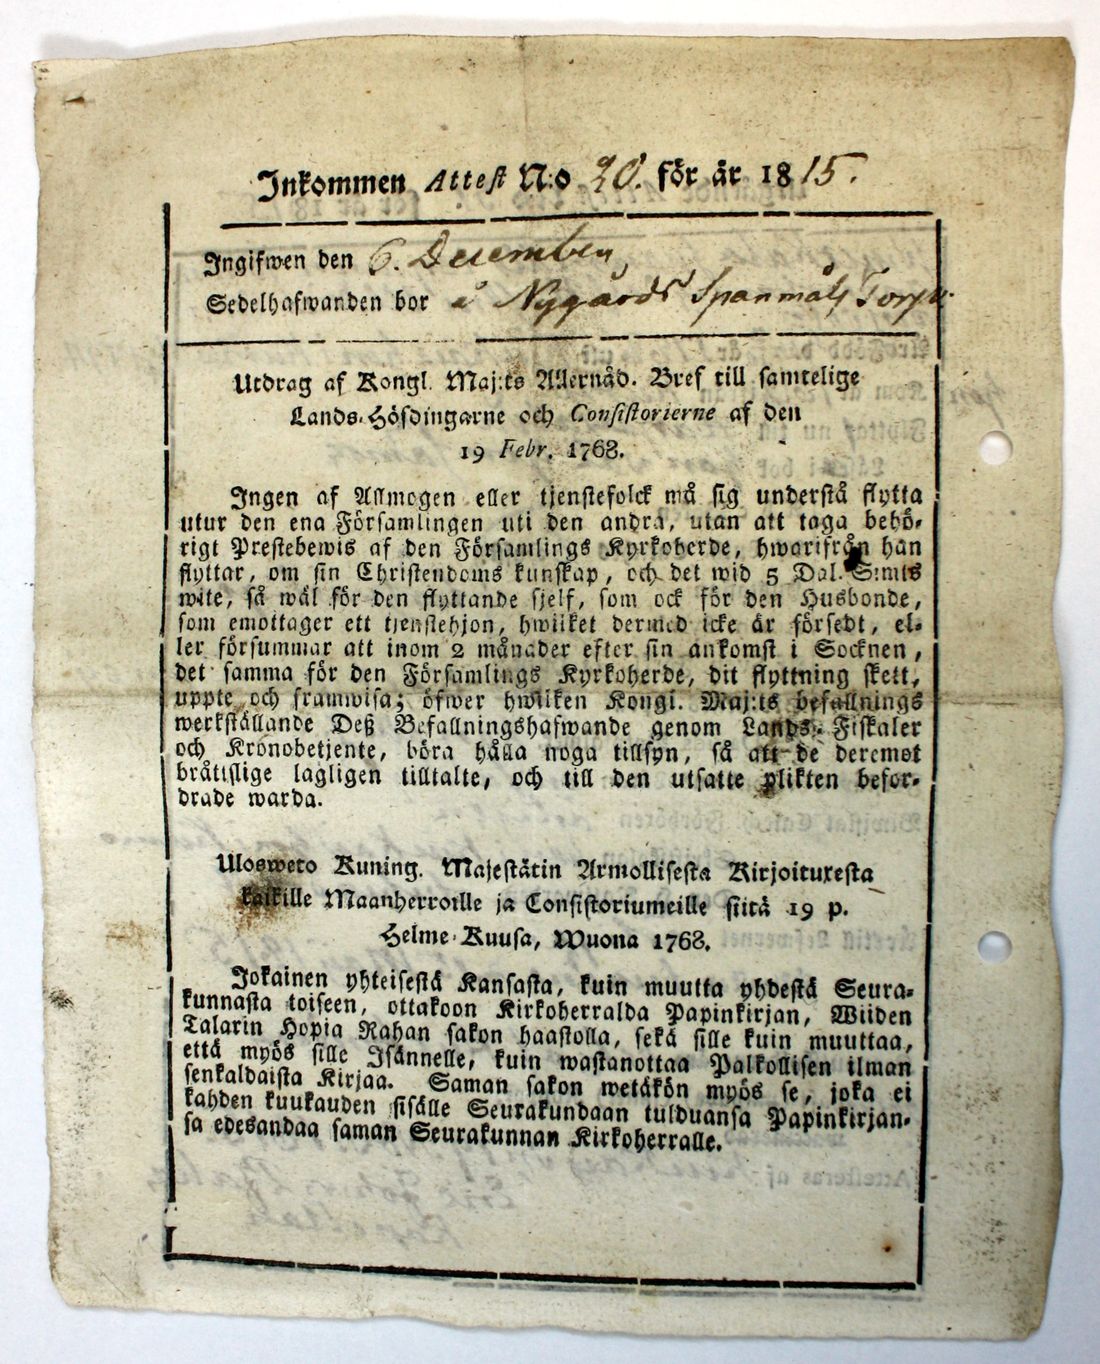 Inkommen Attest N:o 20. för år 1815.
Ingifwen den 6. December
Sedelhafwanden bor å Nygårds Spanmåls Torp.
Utdrag af Kongl. Maj:ts Allernåd. Bref till samtelige
Lands-Höfdingarne och Consistorierne af den
19 Febr. 1768.
Ingen af Allmogen eller tjenstefolck må sig understå flytta
utur den ena Församlingen uti den andra, utan att taga behö-
rigt Prestebewis af den Församlings Kyrkoherde, hwarifrån han
flyttar, om sin Christendoms kunskap, och det wid 5 Dal. S:mts
wite, så wäl för den flyttande sjelf, som ock för den Husbonde,
som emottager ett tjenstehjon, hwilket dermed icke är försedt, el-
ler försummar att inom 2 månader efter sin ankomst i Socknen,
det samma för den Församlings Kyrkoherde, dit flyttning skett,
uppte och framwisa; öfwer hwilken Kongl. Maj:ts befallnings
werkställande Deß Befallningshafwande genom Lands-Fiskaler
och Kronobetjente, böra hålla noga tillsyn, så att de deremot
bråttslige lagligen tilltalte, och till den utsatte plikten befor-
drade warda.
Ulosweto Kuning. Majestätin Armollisesta Kirjoituxesta
kaikille Maanherroille ja Consistoriumeille siitä 19 p.
Helme-Kuusa, Wuona 1768.
Jokainen yhteisestä Kansasta, kuin muutta yhdestä Seura-
kunnasta toiseen, ottakoon Kirkoherralda Papinkirjan, Wiiden
Talarin Hopia Rahan sakon haastolla, sekä sille kuin muuttaa,
että myös sille Isännelle, kuin wastanottaa Palkollisen ilman
senkaldaista Kirjaa. Saman sakon wetäkön myös se, joka ei
kahden kuukauden sisälle Seurakundaan tulduansa Papinkirjan-
sa edesandaa saman Seurakunnan Kirkoherralle.